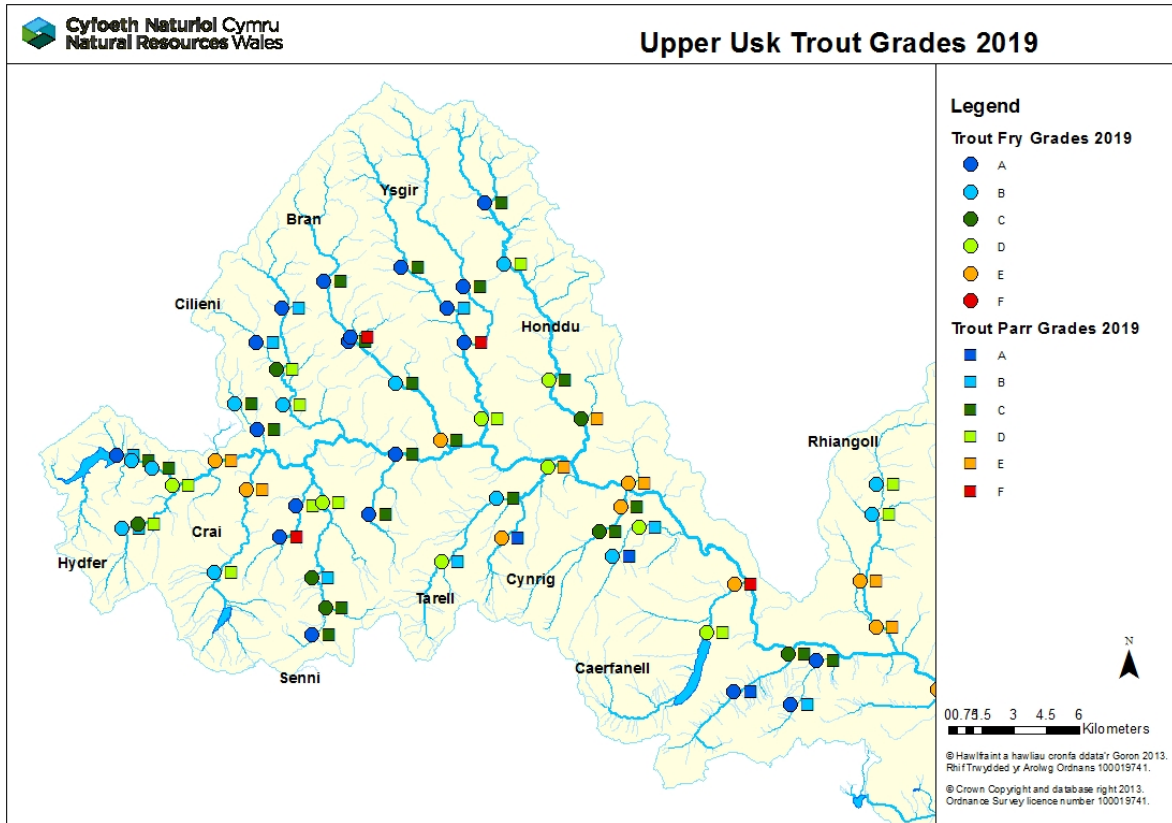 Cyfoeth Naturiol Cymru
Natural Resources Wales
Upper Usk Trout Grades 2019
Ysgir
Bran
Cilieni
Honddu
Rhiangoll
Crai
Hydfer
Cynrig
Tarell
Caerfanell
Senni
Legend
Trout Fry Grades 2019
A
B
C
D
E
F
Trout Parr Grades 2019
A
B
C
D
E
F
N
00.751.5 3 4.5 6
Kilometers
© Hawlfraint a hawliau cronfa ddata'r Goron 2013.
Rhif Trwydded yr Arolwg Ordnans 100019741.
© Crown Copyright and database right 2013.
Ordnance Survey licence number 100019741.